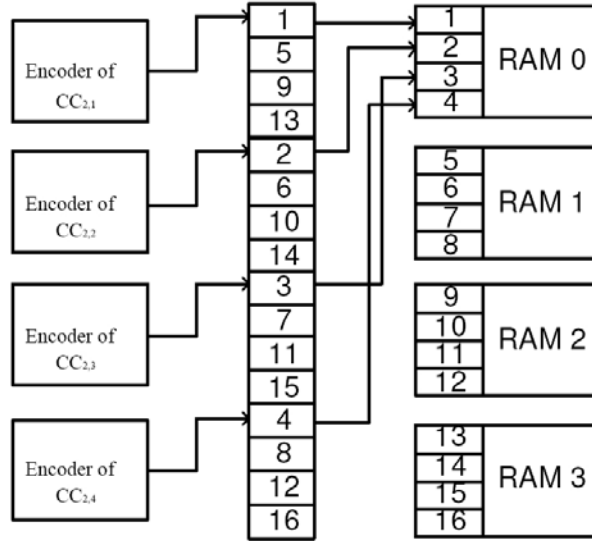 Encoder of
CC2,1
Encoder of
CC2,2
Encoder of
CC2,3
Encoder of
CC2,4
1
5
9
13
2
6
10
14
3
7
11
15
4
8
12
16
1
2
3
4
RAM 0
5
6
7
8
RAM 1
9
10
11
12
RAM 2
13
14
15
16
RAM 3